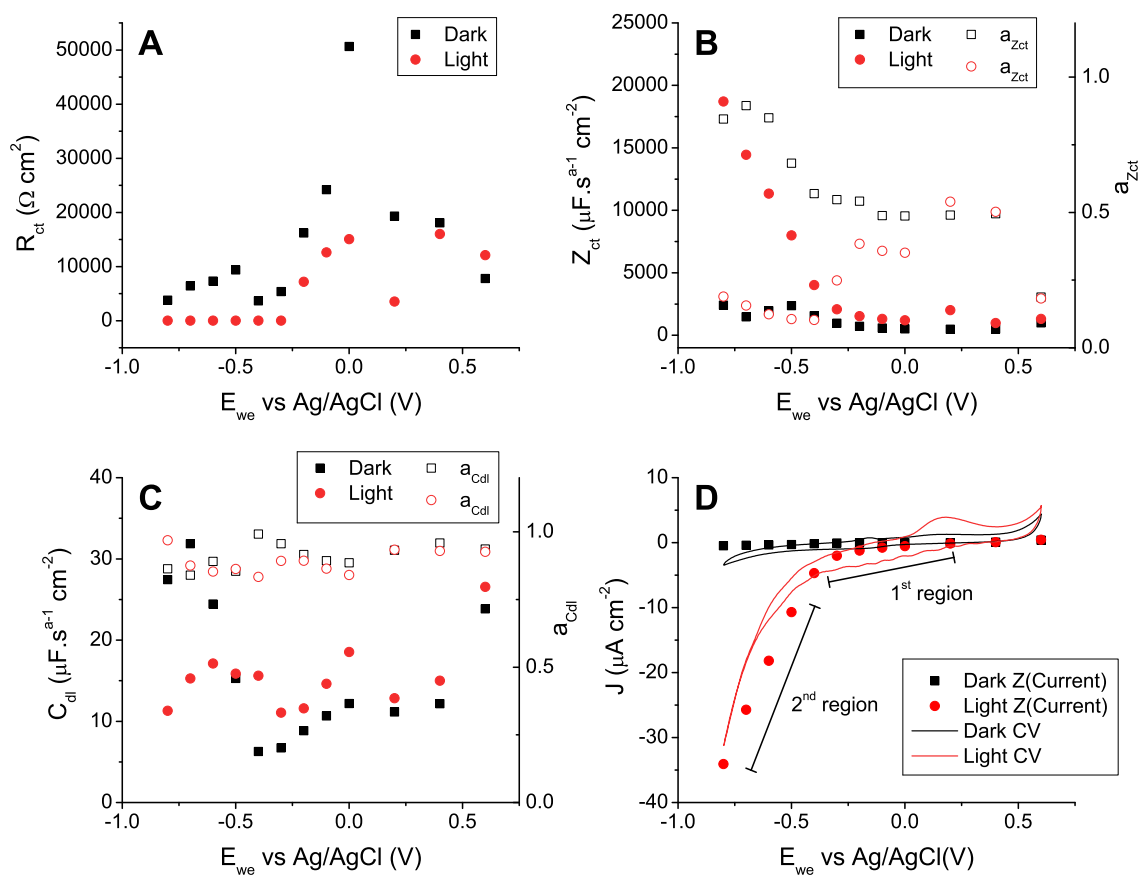 A
Dark
Light
50000
40000
30000
20000
10000
0
R_ct (Ω cm²)
-1.0
-0.5
0.0
0.5
E_we vs Ag/AgCl (V)
B
Dark
a_Zct
Light
a_Zct
25000
20000
15000
10000
5000
0
Z_ct (μF.s^a-1 cm^-2)
1.0
0.5
0.0
a_Zct
-1.0
-0.5
0.0
0.5
E_we vs Ag/AgCl (V)
C
Dark
a_Cdl
Light
a_Cdl
40
30
20
10
0
C_dl (μF.s^a-1 cm^-2)
1.0
0.5
0.0
a_Cdl
-1.0
-0.5
0.0
0.5
E_we vs Ag/AgCl (V)
D
10
0
-10
-20
-30
-40
J (μA cm^-2)
1st region
2nd region
Dark Z(Current)
Light Z(Current)
Dark CV
Light CV
-1.0
-0.5
0.0
0.5
E_we vs Ag/AgCl(V)